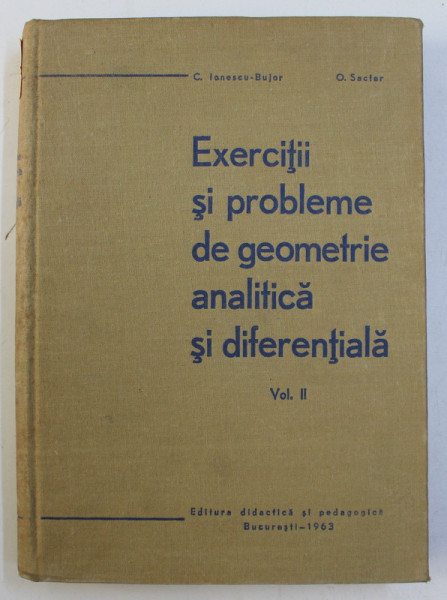 C. Ionescu-Bujor O. Sacter
Exerciţii
şi probleme
de geometrie
analitică
şi diferenţială
Vol. II
Editura didactică şi pedagogică
Bucureşti-1963